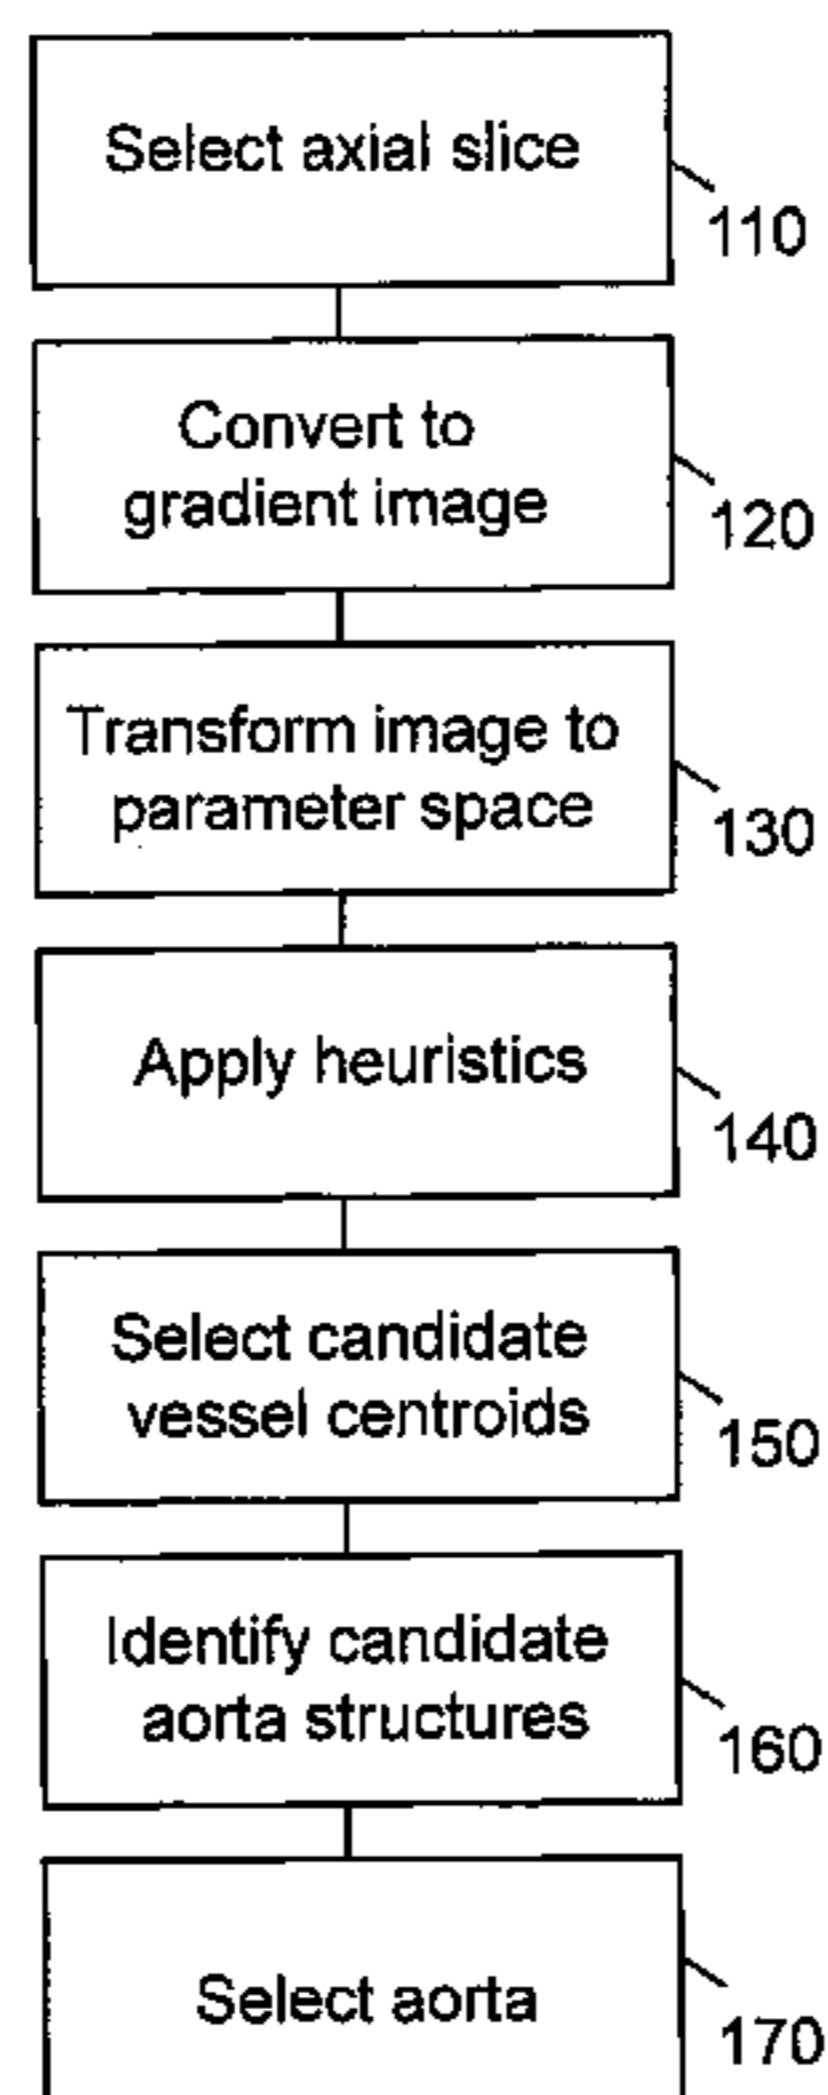 Select axial slice
110
Convert to
gradient image
120
Transform image to
parameter space
130
Apply heuristics
140
Select candidate
vessel centroids
150
Identify candidate
aorta structures
160
Select aorta
170